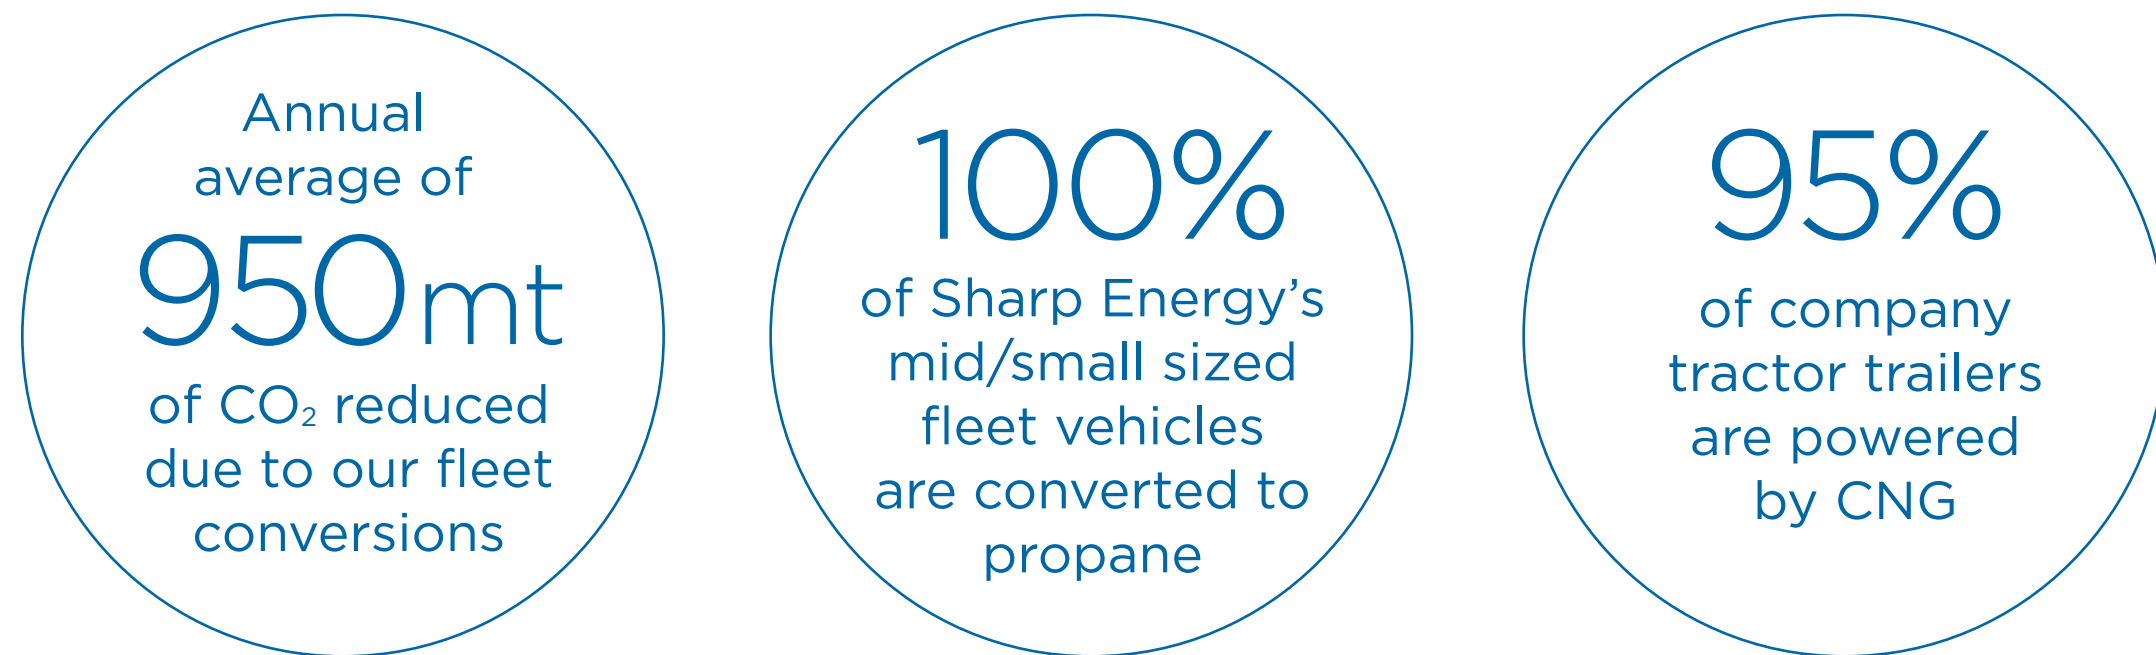 Annual
average of
950mt
of CO₂ reduced
due to our fleet
conversions
100%
of Sharp Energy’s
mid/small sized
fleet vehicles
are converted to
propane
95%
of company
tractor trailers
are powered
by CNG